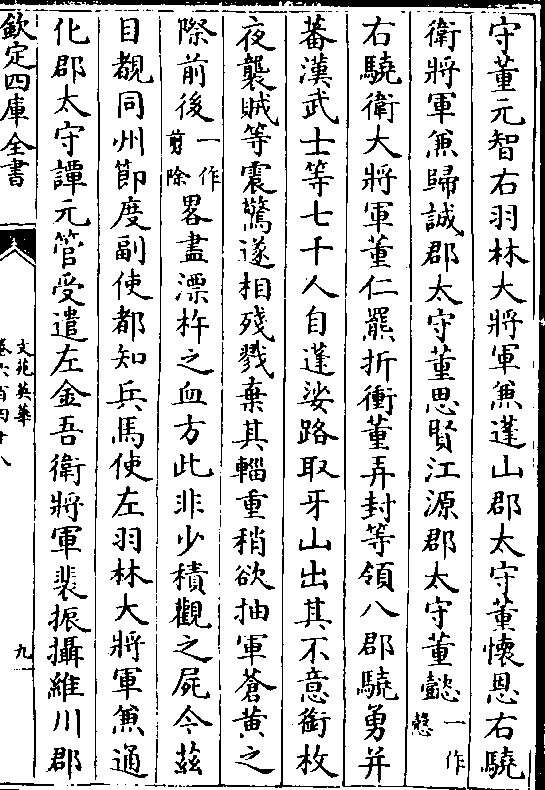 守董元智右羽林大將軍兼蓬山郡太守董懷恩右驍
衛將軍兼歸誠郡太守董思賢江源郡太守董懿一作㦤
右驍衛大將軍董仁羆折衝董弄封等領八郡驍勇并
蕃漢武士等七千人自蓬婆路取牙山出其不意銜枚
夜襲賊等震驚遂相殘戮棄其輜重稍欲抽軍蒼黄之
際前後一作剪除畧盡漂杵之血方此非少積觀之屍今茲
目覩同州節度副使都知兵馬使左羽林大將軍兼通
化郡太守譚元管受遣左金吾衛將軍裴振攝維川郡
欽定四庫全書
文苑英華
卷六百四十八
九